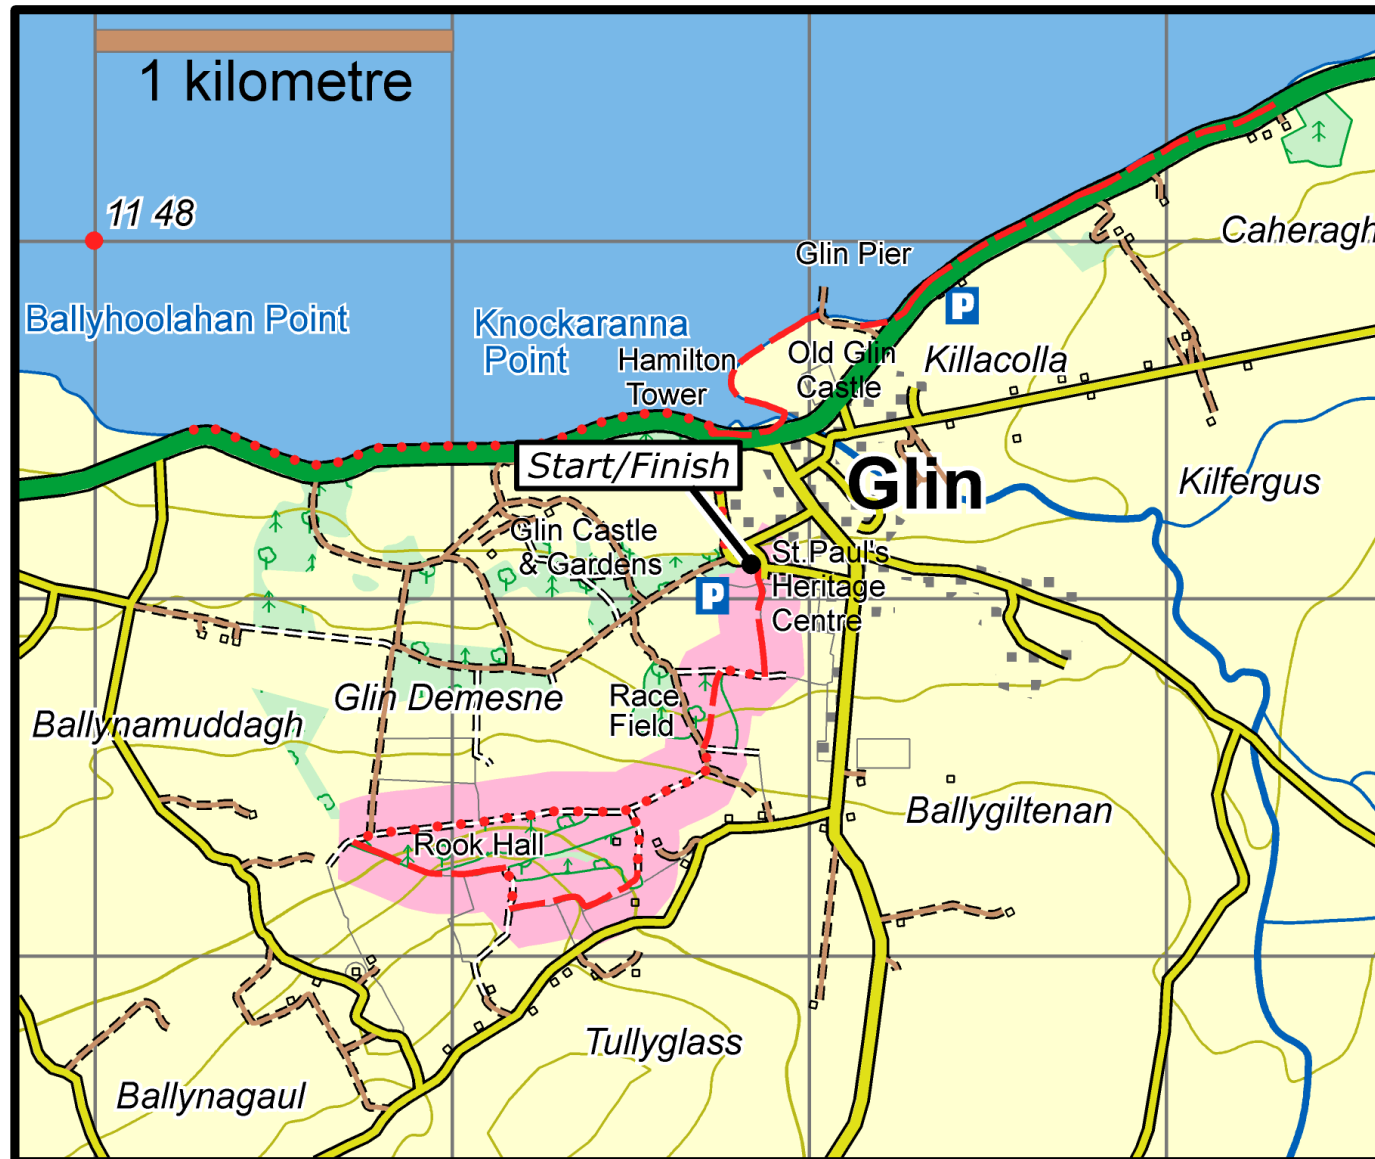 1 kilometre
11 48
Caheragh
Glin Pier
P
Ballyhoolahan Point
Knockaranna
Point
Hamilton
Tower
Old Glin
Castle
Killacolla
Start/Finish
Glin
Kilfergus
Glin Castle
& Gardens
St.Paul's
Heritage
Centre
P
Glin Demesne
Race
Field
Ballynamuddagh
Ballygiltenan
Rook Hall
Tullyglass
Ballynagaul